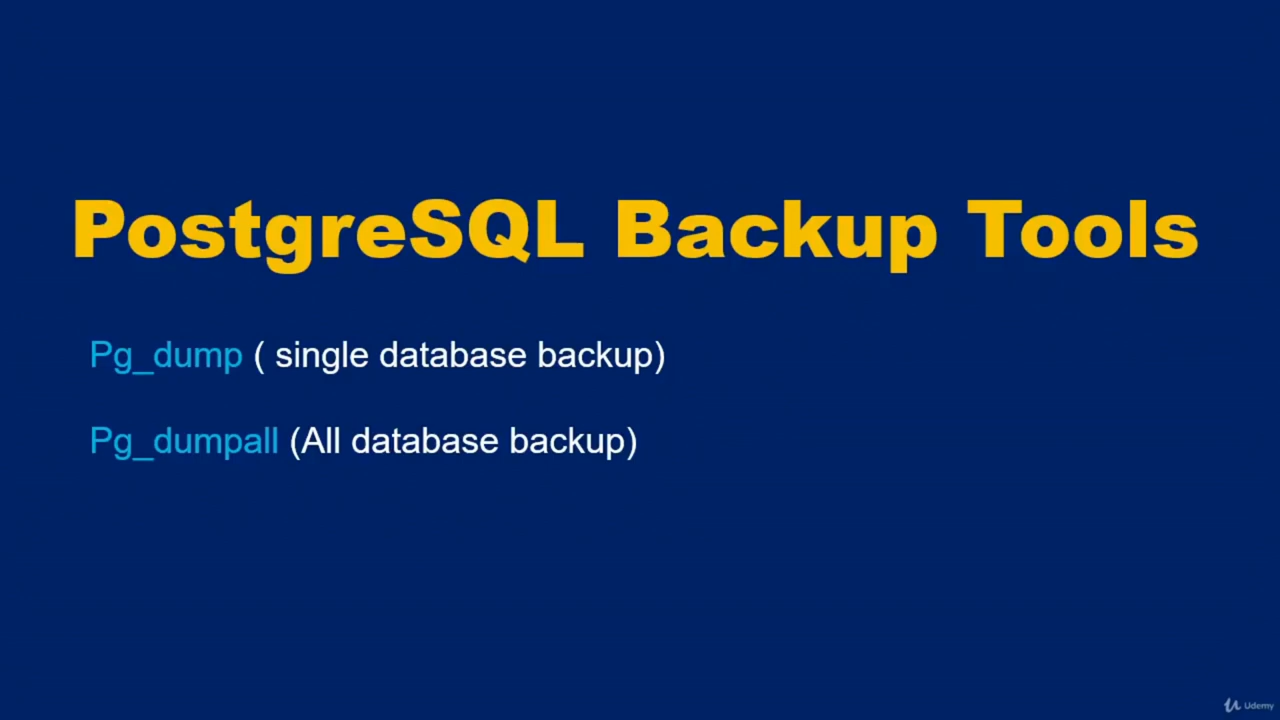 PostgreSQL Backup Tools
Pg_dump ( single database backup)
Pg_dumpall (All database backup)
Udemy